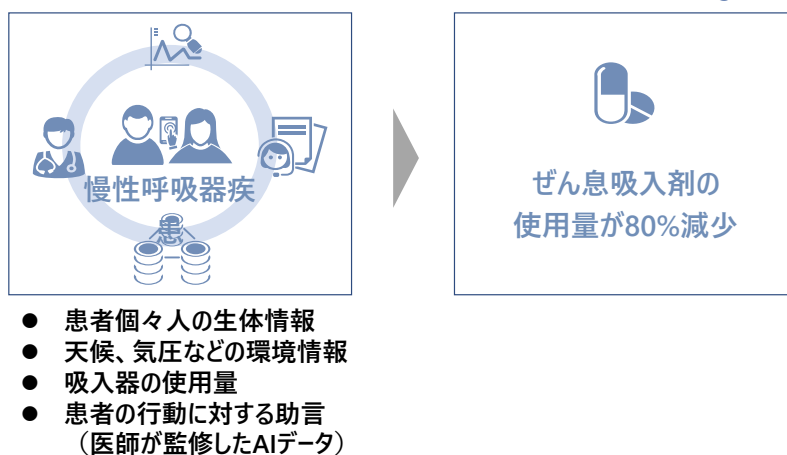 慢性呼吸器疾
患
ぜん息吸入剤の
使用量が80%減少
● 患者個々人の生体情報
● 天候、気圧などの環境情報
● 吸入器の使用量
● 患者の行動に対する助言
（医師が監修したAIデータ）